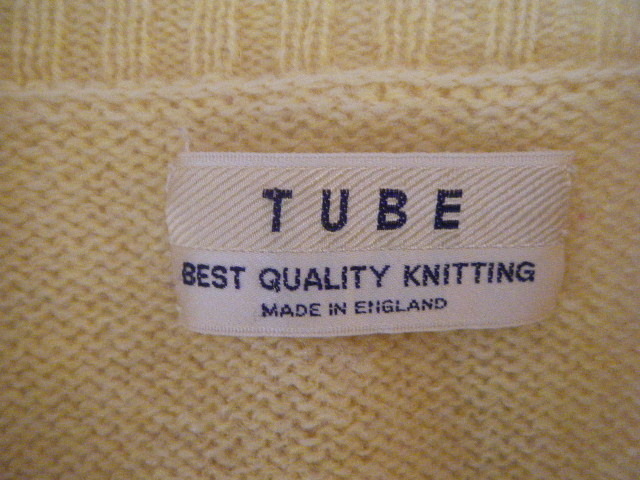 TUBE
BEST QUALITY KNITTING
MADE IN ENGLAND